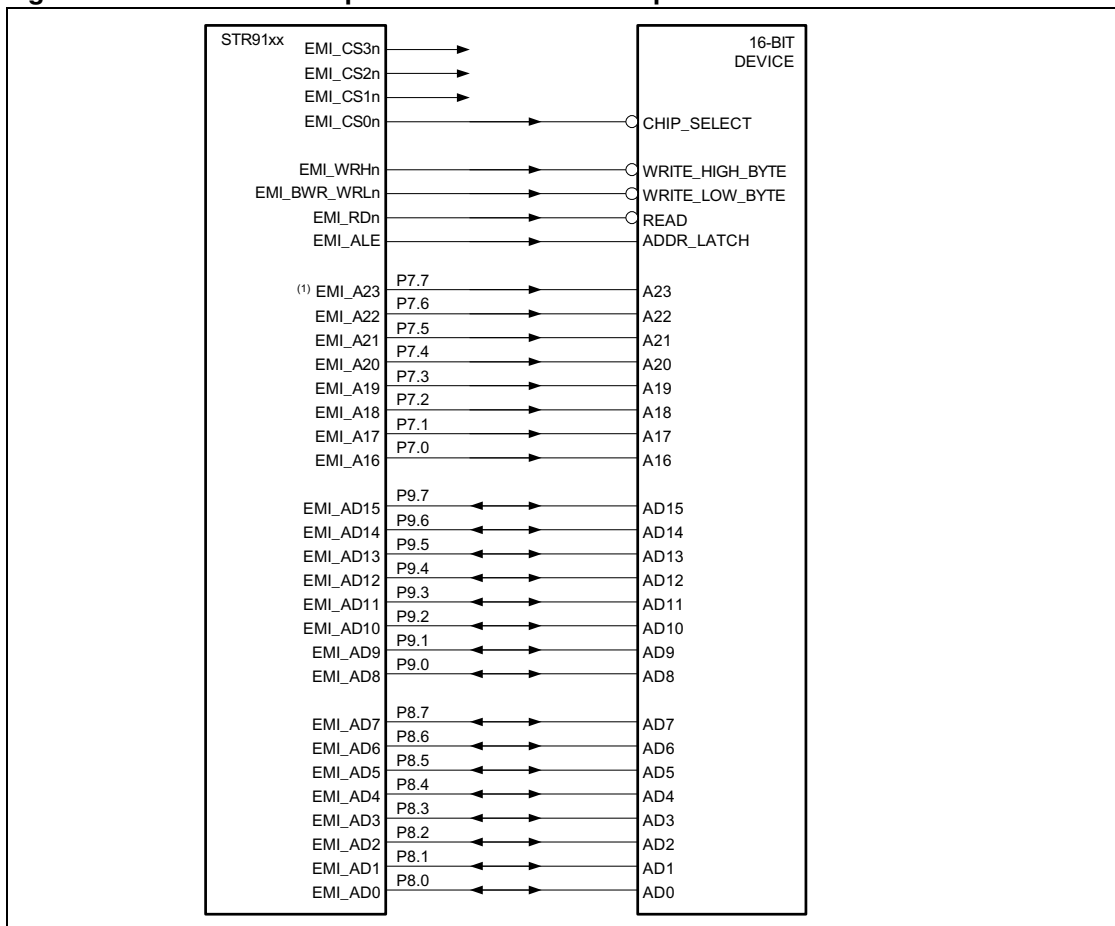 STR91xx
EMI_CS3n
16-BIT
DEVICE
EMI_CS2n
EMI_CS1n
EMI_CS0n CHIP_SELECT
EMI_WRHn WRITE_HIGH_BYTE
EMI_BWR_WRLn WRITE_LOW_BYTE
EMI_RDn READ
EMI_ALE ADDR_LATCH
(1) EMI_A23 P7.7 A23
EMI_A22 P7.6 A22
EMI_A21 P7.5 A21
EMI_A20 P7.4 A20
EMI_A19 P7.3 A19
EMI_A18 P7.2 A18
EMI_A17 P7.1 A17
EMI_A16 P7.0 A16
EMI_AD15 P9.7 AD15
EMI_AD14 P9.6 AD14
EMI_AD13 P9.5 AD13
EMI_AD12 P9.4 AD12
EMI_AD11 P9.3 AD11
EMI_AD10 P9.2 AD10
EMI_AD9 P9.1 AD9
EMI_AD8 P9.0 AD8
EMI_AD7 P8.7 AD7
EMI_AD6 P8.6 AD6
EMI_AD5 P8.5 AD5
EMI_AD4 P8.4 AD4
EMI_AD3 P8.3 AD3
EMI_AD2 P8.2 AD2
EMI_AD1 P8.1 AD1
EMI_AD0 P8.0 AD0